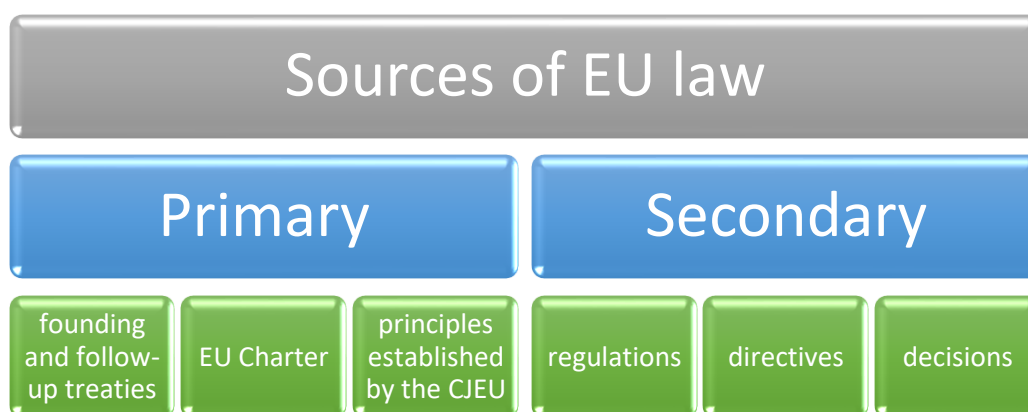 Sources of EU law
Primary
Secondary
founding
and follow-
up treaties
EU Charter
principles
established
by the CJEU
regulations
directives
decisions